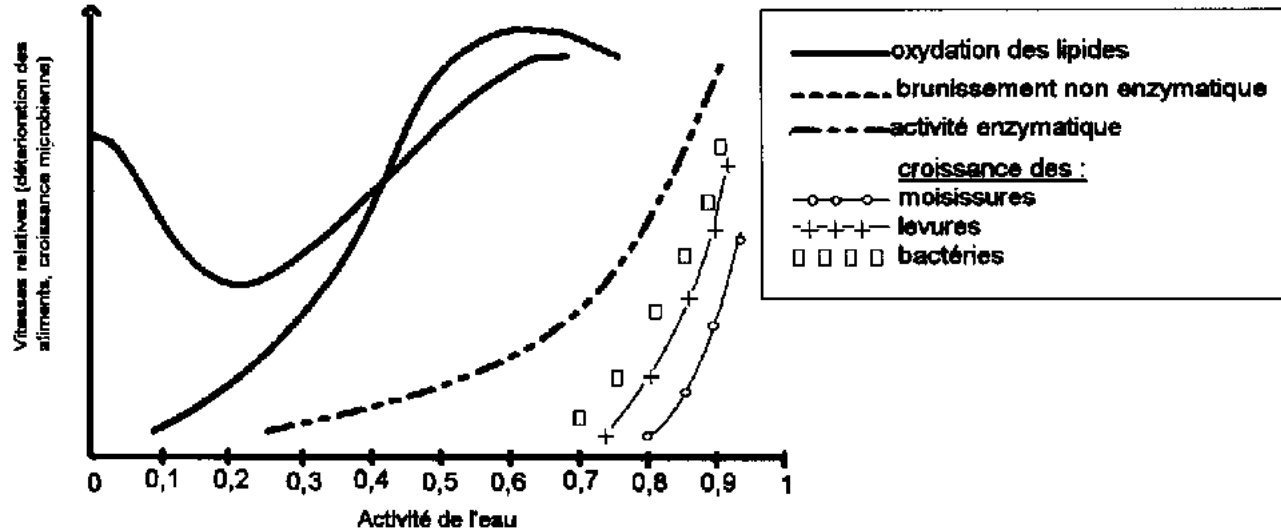 Vitesses relatives (déterioration des
aliments, croissance microbienne)
oxydation des lipides
brunissement non enzymatique
activité enzymatique
croissance des :
moisissures
levures
bactéries
0 0,1 0,2 0,3 0,4 0,5 0,6 0,7 0,8 0,9 1
Activité de l'eau